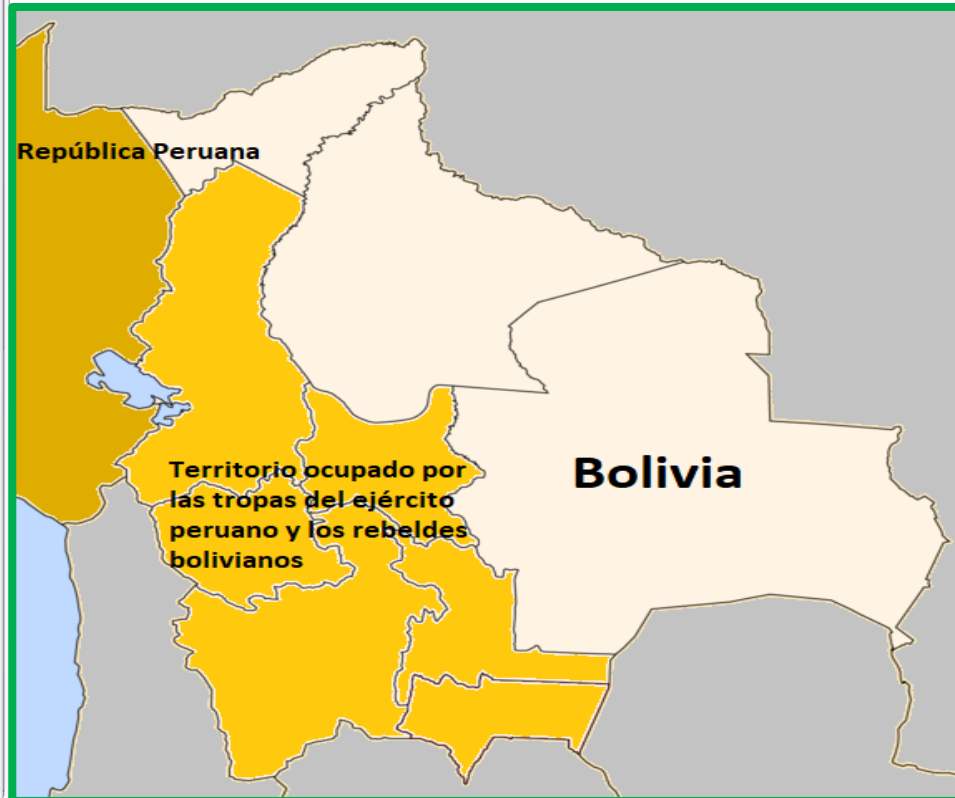 República Peruana
Territorio ocupado por
las tropas del ejército
peruano y los rebeldes
bolivianos
Bolivia